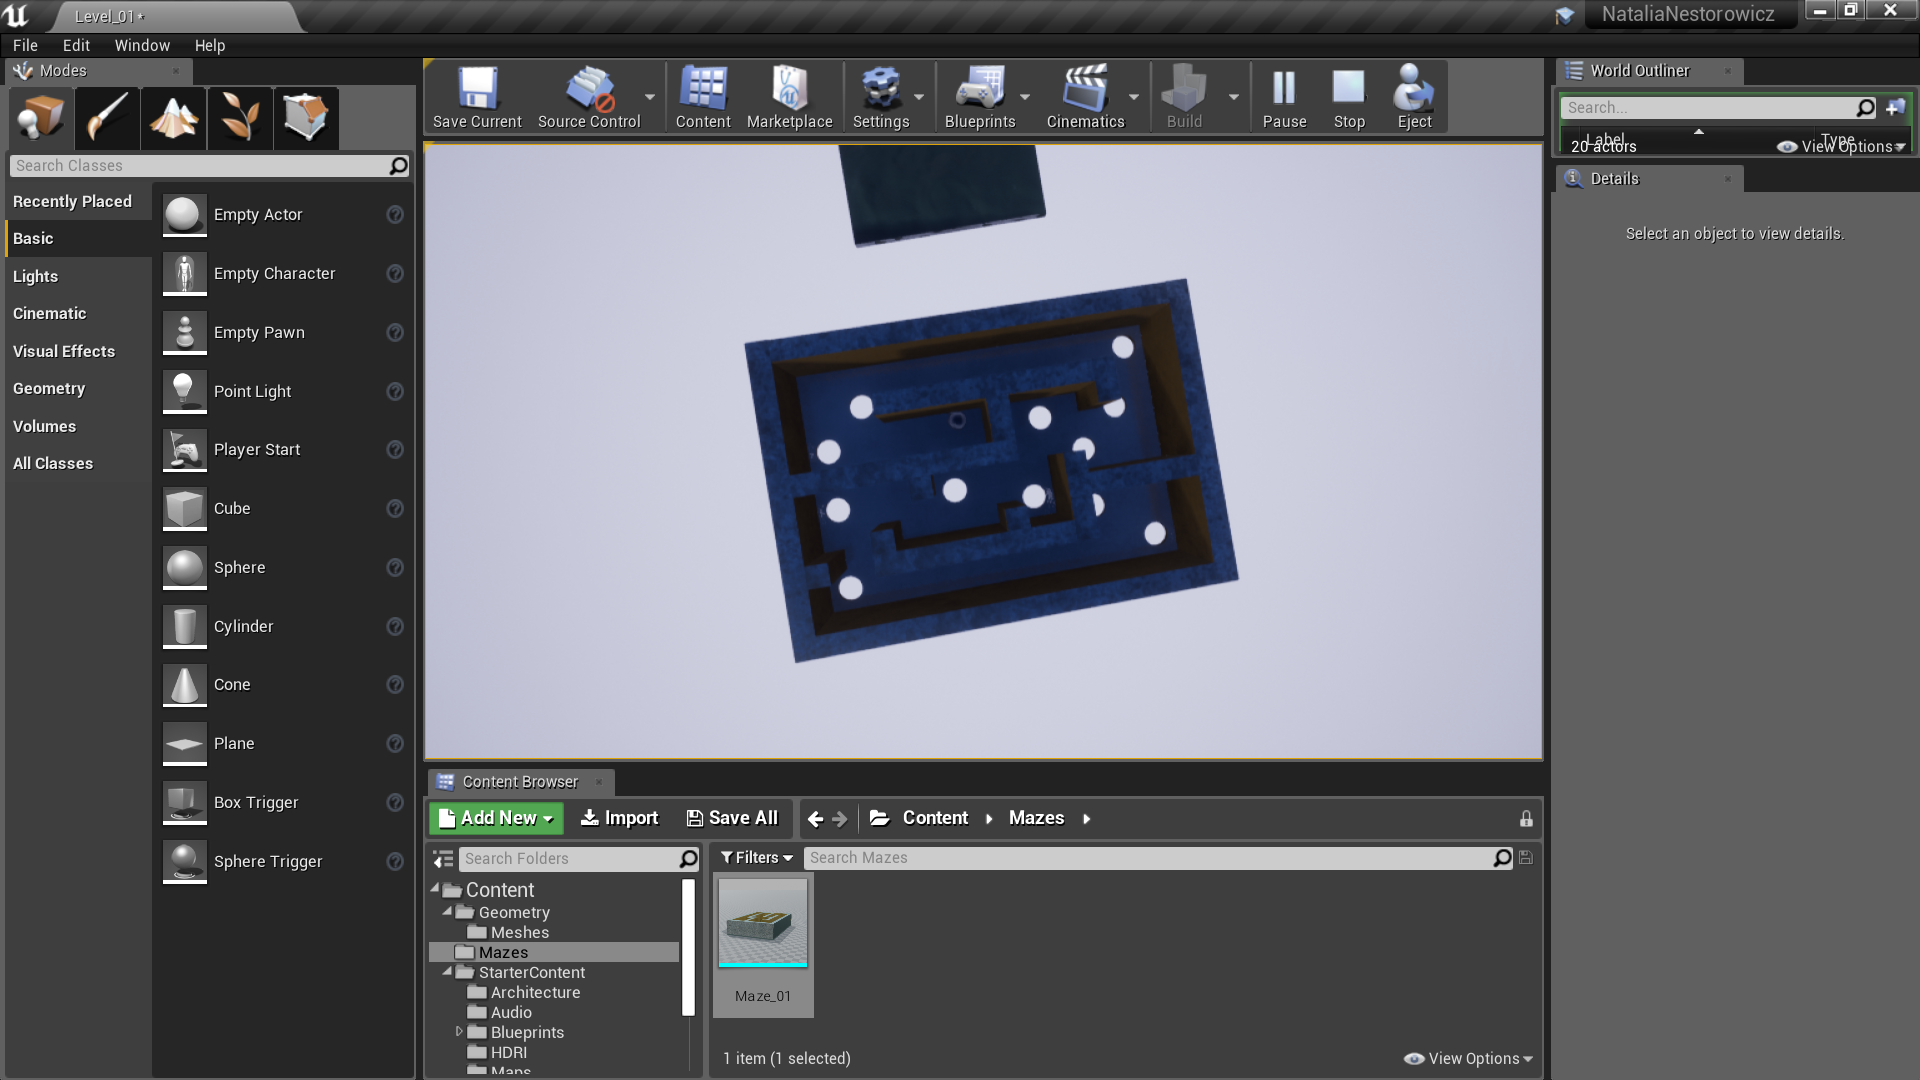 Level_01*
NataliaNestorowicz
File Edit Window Help
Modes
Search Classes
Recently Placed
Basic
Lights
Cinematic
Visual Effects
Geometry
Volumes
All Classes
Empty Actor
Empty Character
Empty Pawn
Point Light
Player Start
Cube
Sphere
Cylinder
Cone
Plane
Box Trigger
Sphere Trigger
Save Current
Source Control
Content
Marketplace
Settings
Blueprints
Cinematics
Build
Pause
Stop
Eject
World Outliner
Search...
Label
Type
20 actors
View Options
Details
Select an object to view details.
Content Browser
Add New
Import
Save All
Content
Mazes
Search Folders
Filters
Search Mazes
Content
Geometry
Meshes
Mazes
StarterContent
Architecture
Audio
Blueprints
HDRI
Maps
Maze_01
1 item (1 selected)
View Options